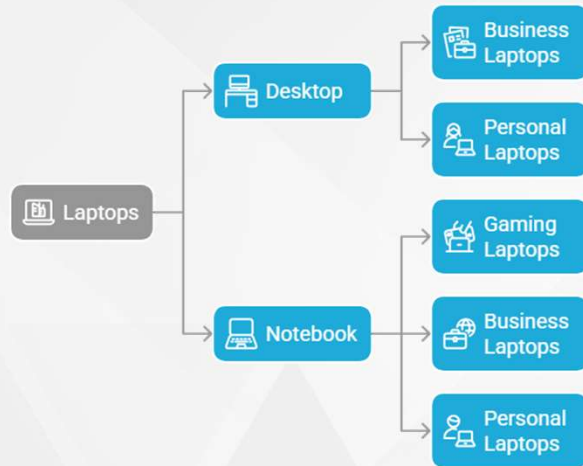 Business
Laptops
Desktop
Personal
Laptops
Laptops
Gaming
Laptops
Notebook
Business
Laptops
Personal
Laptops